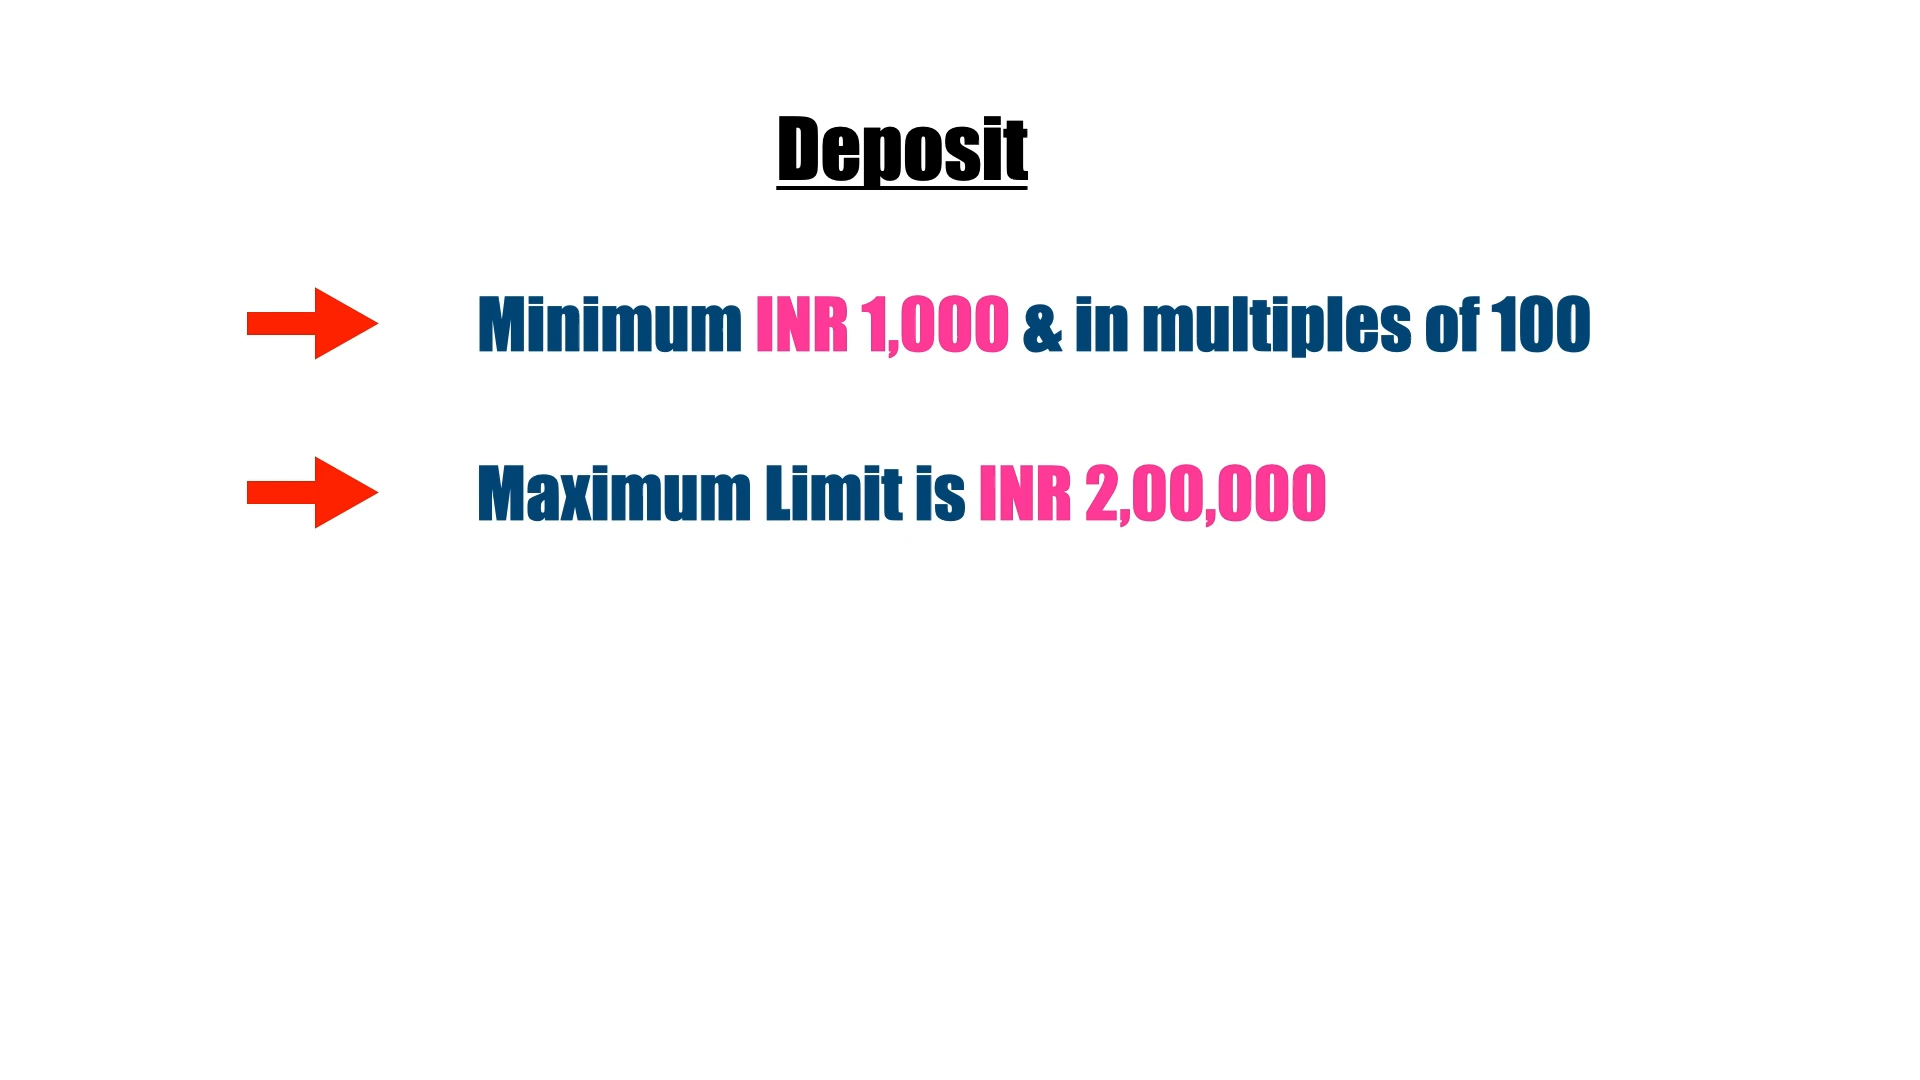 Deposit
Minimum INR 1,000 & in multiples of 100
Maximum Limit is INR 2,00,000